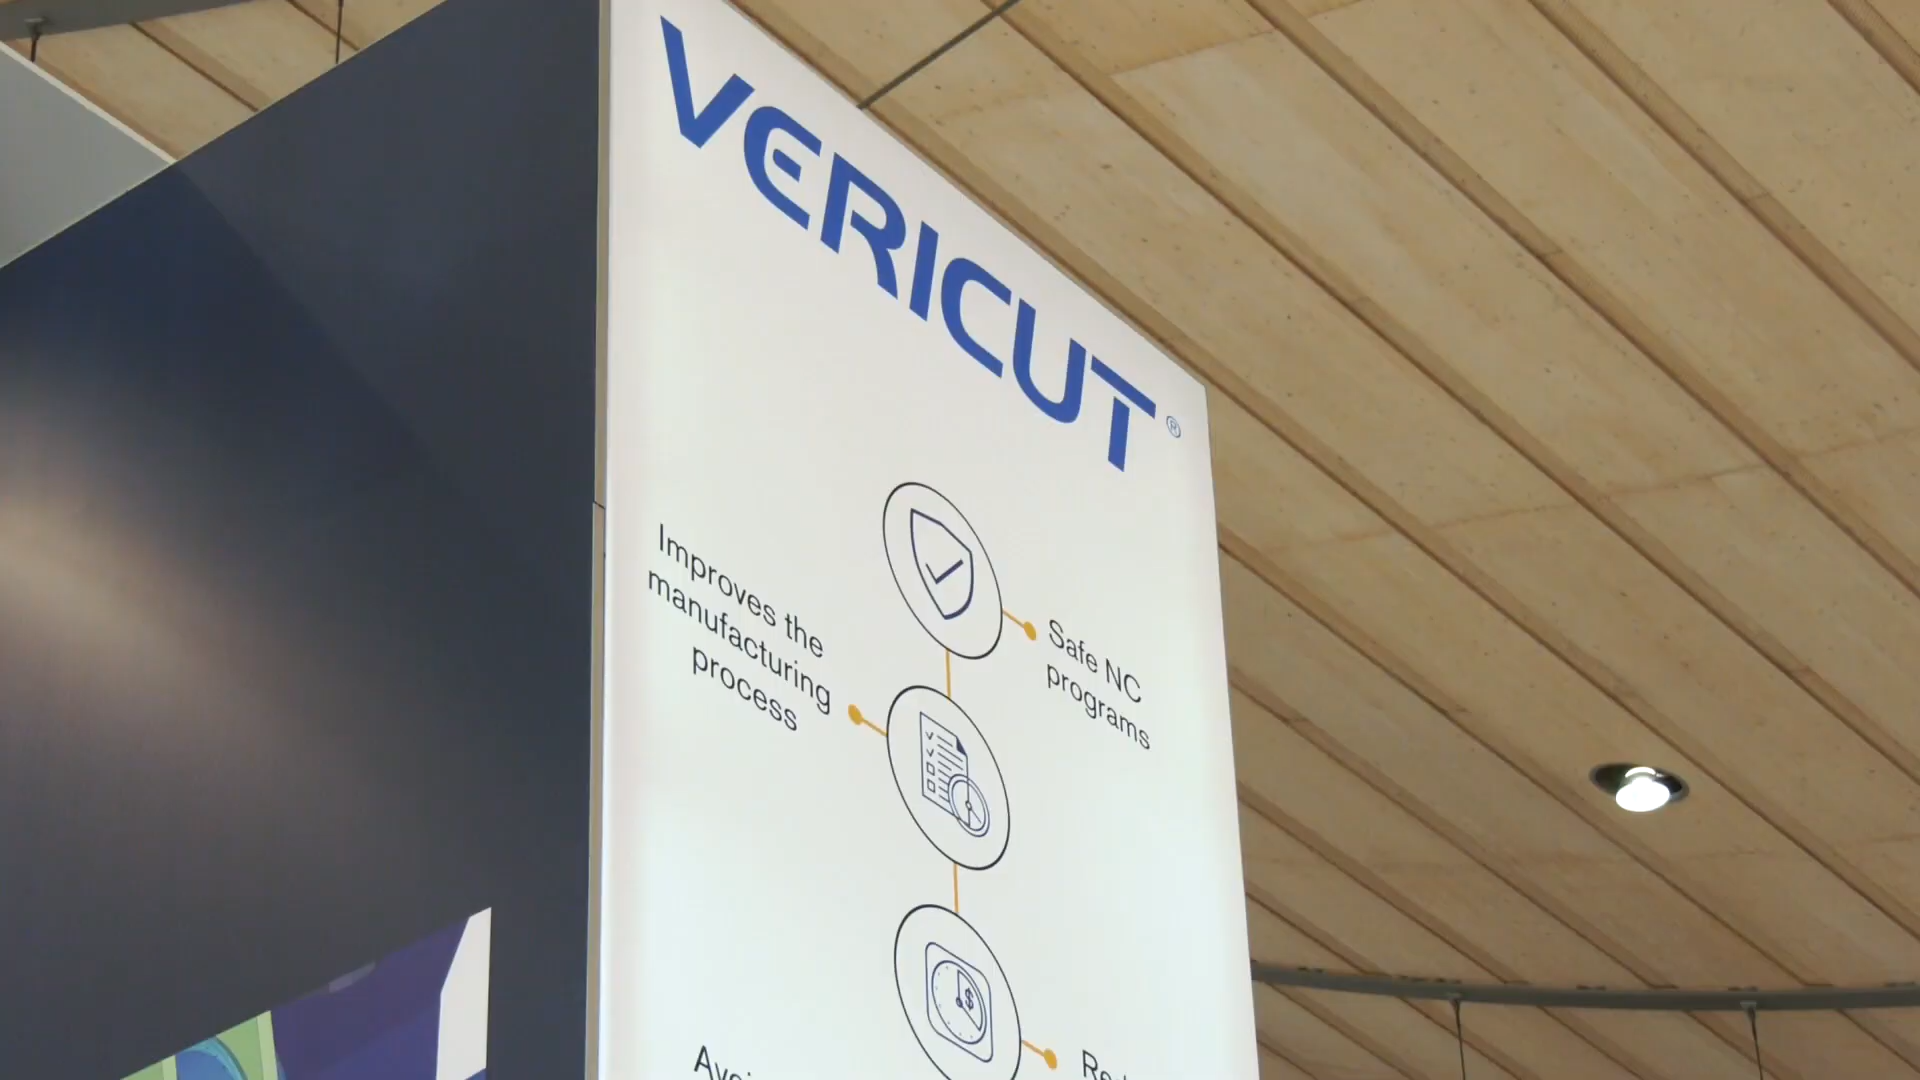 VERICUT®
Safe NC
programs
Improves the
manufacturing
process